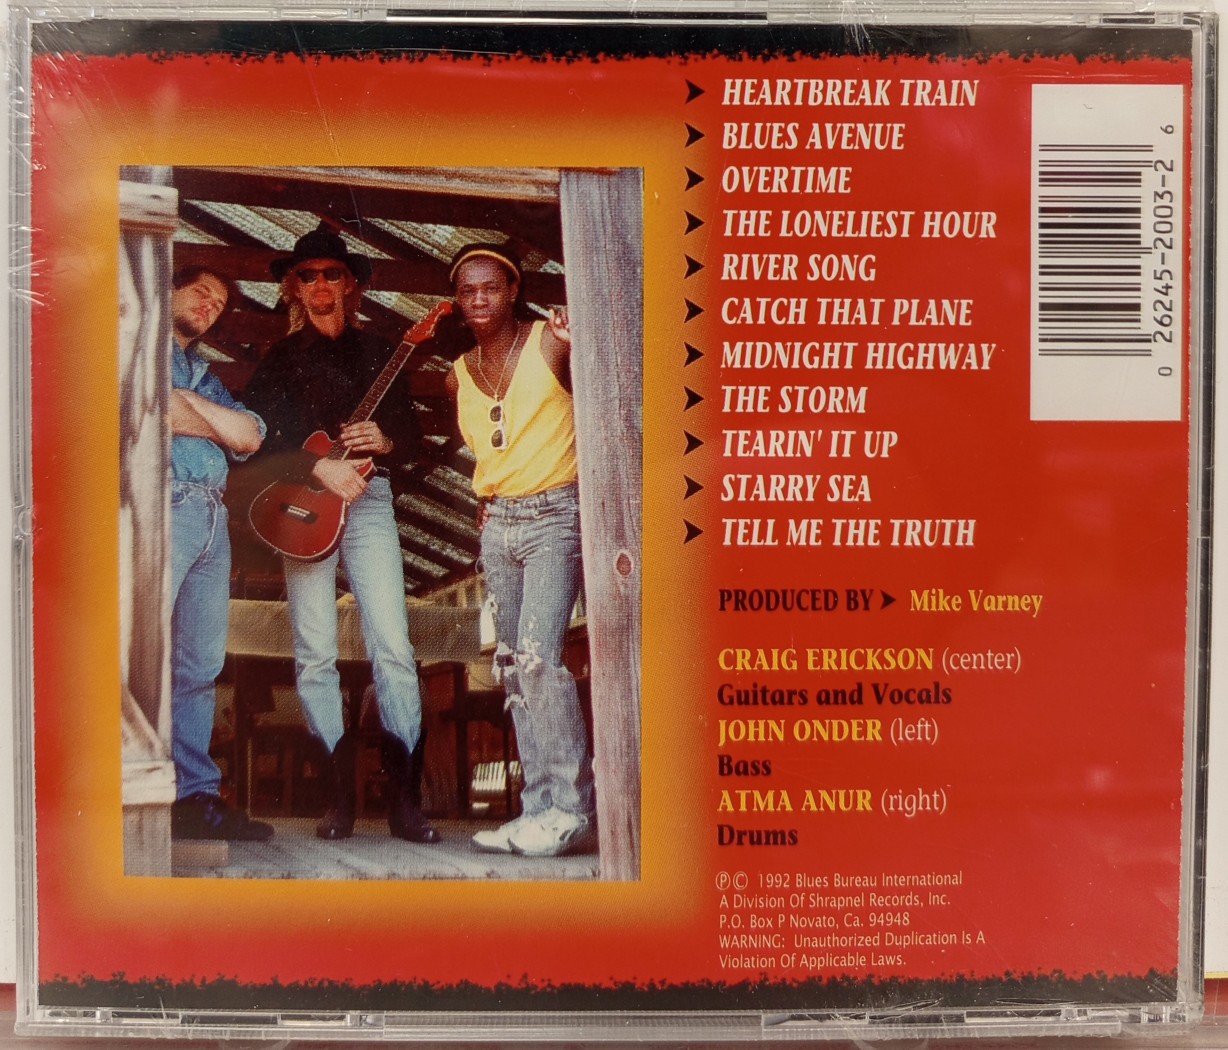 HEARTBREAK TRAIN
BLUES AVENUE
OVERTIME
THE LONELIEST HOUR
RIVER SONG
CATCH THAT PLANE
MIDNIGHT HIGHWAY
THE STORM
TEARIN' IT UP
STARRY SEA
TELL ME THE TRUTH
PRODUCED BY ➤ Mike Varney
CRAIG ERICKSON (center)
Guitars and Vocals
JOHN ONDER (left)
Bass
ATMA ANUR (right)
Drums
℗© 1992 Blues Bureau International
A Division Of Shrapnel Records, Inc.
P.O. Box P Novato, Ca. 94948
WARNING: Unauthorized Duplication Is A
Violation Of Applicable Laws.
0 26245-2003-2 6